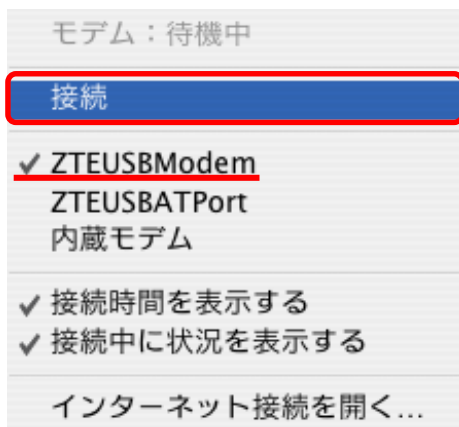 モデム：待機中
接続
✓ ZTEUSBModem
ZTEUSBATPort
内蔵モデム
✓ 接続時間を表示する
✓ 接続中に状況を表示する
インターネット接続を開く...